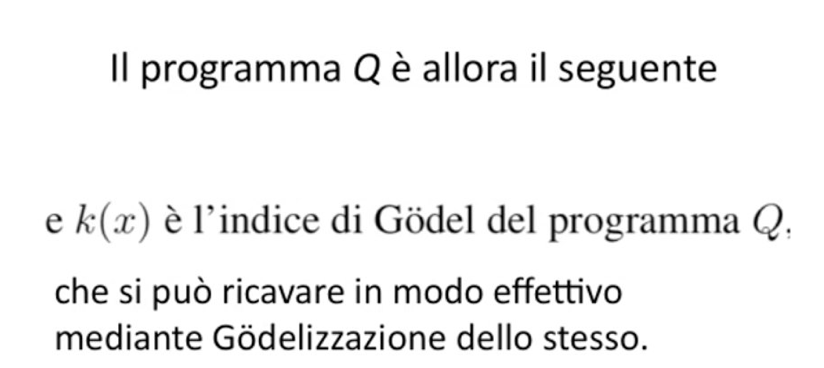 Il programma Q è allora il seguente
e k(x) è l'indice di Gödel del programma Q,
che si può ricavare in modo effettivo
mediante Gödelizzazione dello stesso.